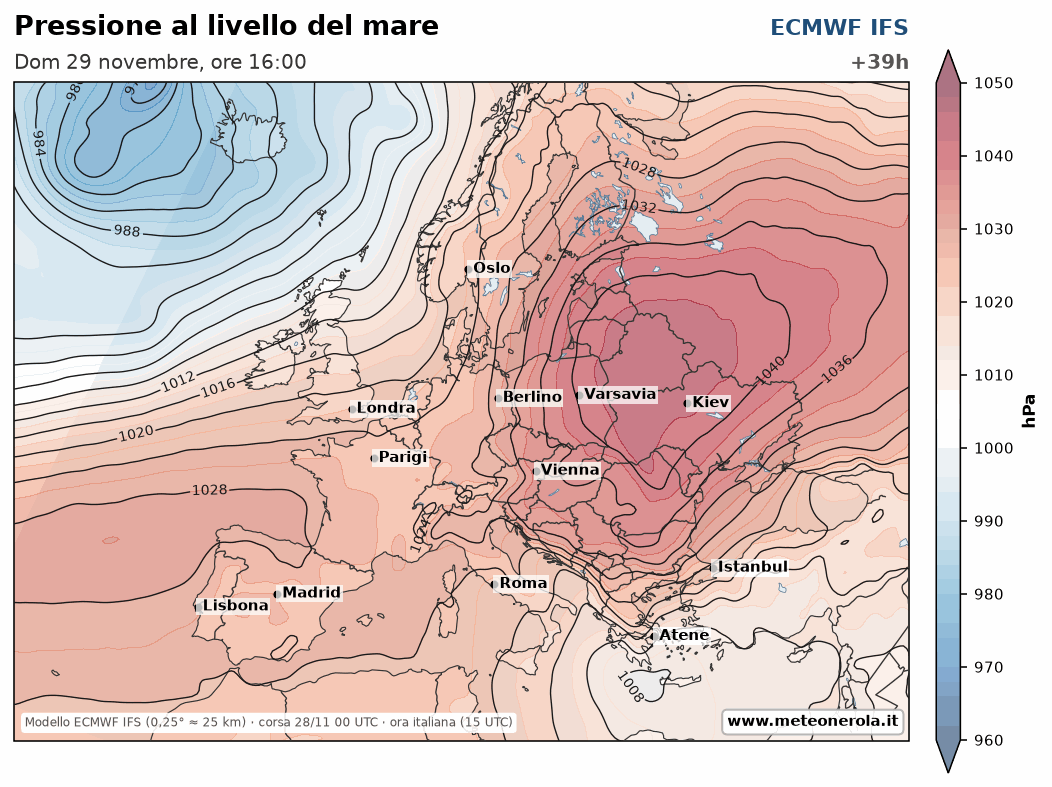 Pressione al livello del mare
ECMWF IFS
Dom 29 novembre, ore 16:00
+39h
984
988
1012
1016
1020
1028
1024
1028
1032
1036
1040
1008
Oslo
Londra
Berlino
Varsavia
Kiev
Parigi
Vienna
Istanbul
Roma
Madrid
Lisbona
Atene
1050
1040
1030
1020
1010
1000
990
980
970
960
hPa
Modello ECMWF IFS (0,25° ≈ 25 km) · corsa 28/11 00 UTC · ora italiana (15 UTC)
www.meteonerola.it